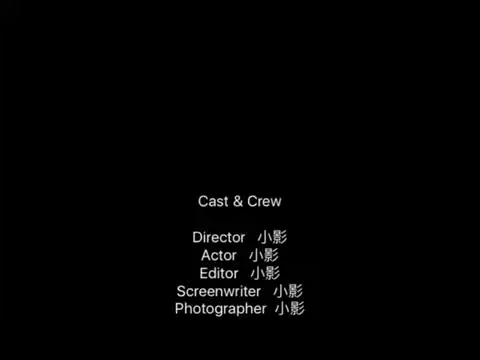 Cast & Crew
Director 小影
Actor 小影
Editor 小影
Screenwriter 小影
Photographer 小影